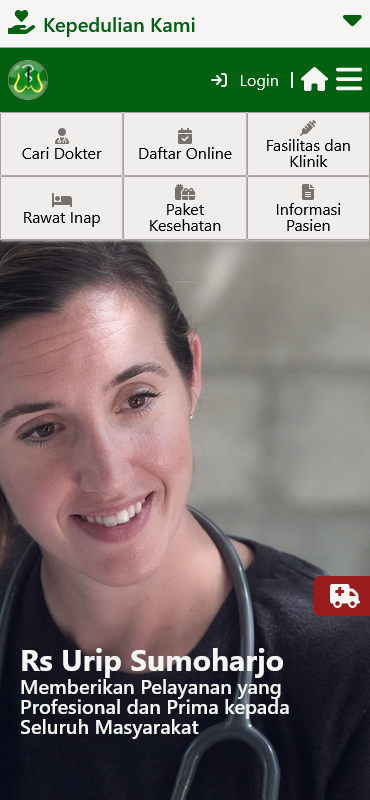 Kepedulian Kami
Login
Cari Dokter
Daftar Online
Fasilitas dan
Klinik
Rawat Inap
Paket
Kesehatan
Informasi
Pasien
Rs Urip Sumoharjo
Memberikan Pelayanan yang
Profesional dan Prima kepada
Seluruh Masyarakat